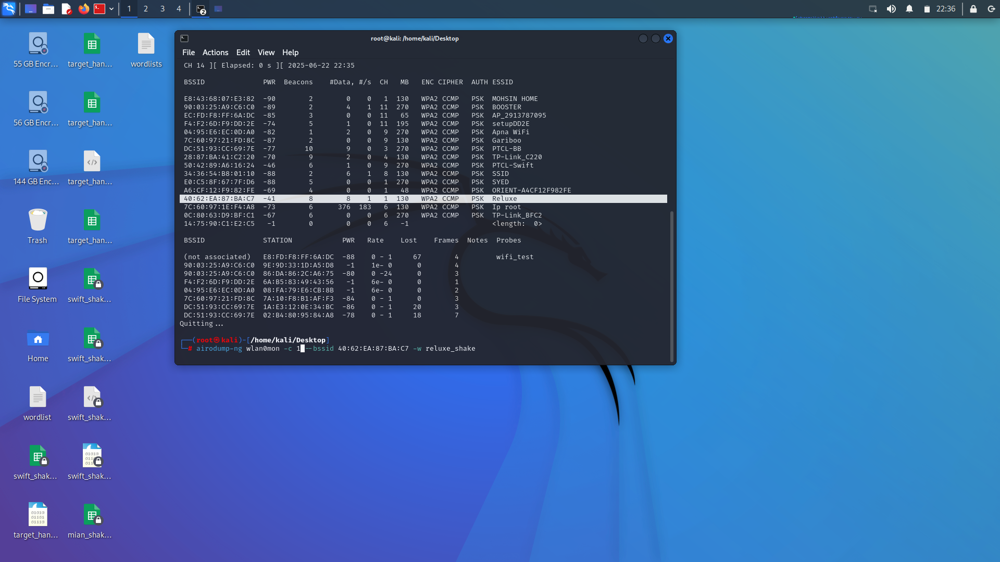 1 2 3 4 2 22:36
root@kali: /home/kali/Desktop
File Actions Edit View Help
CH 14 ][ Elapsed: 0 s ][ 2025-06-22 22:35
BSSID PWR Beacons #Data, #/s CH MB ENC CIPHER AUTH ESSID
E8:43:68:07:E3:82 -90 2 0 0 1 130 WPA2 CCMP PSK MOHSIN HOME
90:03:25:A9:C6:C0 -89 2 4 1 11 270 WPA2 CCMP PSK BOOSTER
EC:FD:F8:FF:6A:DC -85 3 0 0 11 65 WPA2 CCMP PSK AP_2913787095
F4:F2:6D:F9:DD:2E -74 5 1 0 11 195 WPA2 CCMP PSK setupDD2E
04:95:E6:EC:0D:A0 -82 1 2 0 9 270 WPA2 CCMP PSK Apna WiFi
7C:60:97:21:FD:8C -87 2 0 0 9 130 WPA2 CCMP PSK Gariboo
DC:51:93:CC:69:7E -77 10 9 0 3 270 WPA2 CCMP PSK PTCL-BB
28:87:BA:41:C2:20 -70 9 2 0 4 130 WPA2 CCMP PSK TP-Link_C220
50:42:89:A6:16:24 -46 6 1 0 9 270 WPA2 CCMP PSK PTCL-Swift
34:36:54:B8:01:10 -88 2 6 1 8 130 WPA2 CCMP PSK SSID
E0:C5:8F:67:7F:D6 -88 5 0 0 1 270 WPA2 CCMP PSK SYED
A6:CF:12:F9:82:FE -69 4 0 0 1 48 WPA2 CCMP PSK ORIENT-A4CF12F982FE
40:62:EA:87:BA:C7 -41 8 8 1 1 130 WPA2 CCMP PSK Reluxe
7C:60:97:1E:F4:A8 -73 6 376 183 6 130 WPA2 CCMP PSK Ip root
0C:80:63:D9:BF:C1 -67 6 0 0 6 270 WPA2 CCMP PSK TP-Link_BFC2
14:75:90:C1:E2:C5 -1 0 0 0 6 -1 <length: 0>
BSSID STATION PWR Rate Lost Frames Notes Probes
(not associated) E8:FD:F8:FF:6A:DC -88 0 - 1 67 4 wifi_test
90:03:25:A9:C6:C0 9E:9D:33:1D:A5:D8 -1 1e- 0 0 4
90:03:25:A9:C6:C0 86:DA:86:2C:A6:75 -80 0 -24 0 3
F4:F2:6D:F9:DD:2E 6A:B5:83:49:43:56 -1 6e- 0 0 1
04:95:E6:EC:0D:A0 08:FA:79:E6:CB:8B -1 6e- 0 0 2
7C:60:97:21:FD:8C 7A:10:F8:B1:AF:F3 -84 0 - 1 0 3
DC:51:93:CC:69:7E 1A:E3:12:0E:34:BC -86 0 - 1 20 3
DC:51:93:CC:69:7E 02:B4:80:95:84:A8 -78 0 - 1 18 7
Quitting...
┌──(root㉿kali)-[/home/kali/Desktop]
└─# airodump-ng wlan0mon -c 1 --bssid 40:62:EA:87:BA:C7 -w reluxe_shake
55 GB Encr... target_han... wordlists
56 GB Encr... target_han...
144 GB Enc... target_han...
Trash target_han...
File System swift_shak...
Home swift_shak...
wordlist swift_shak...
swift_shak... swift_shak...
target_han... mian_shak...